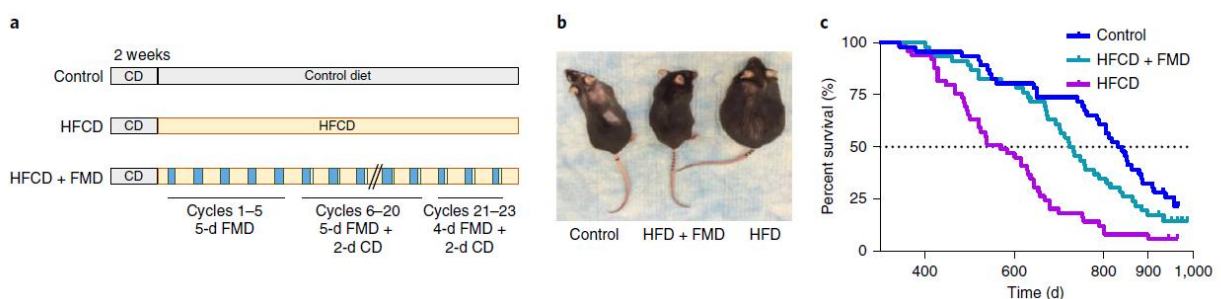 a
2 weeks
Control CD Control diet
HFCD CD HFCD
HFCD + FMD CD
Cycles 1–5
5-d FMD
Cycles 6–20
5-d FMD +
2-d CD
Cycles 21–23
4-d FMD +
2-d CD
b
Control HFD + FMD HFD
c
Control
HFCD + FMD
HFCD
Percent survival (%)
100
75
50
25
0
400 600 800 900 1,000
Time (d)